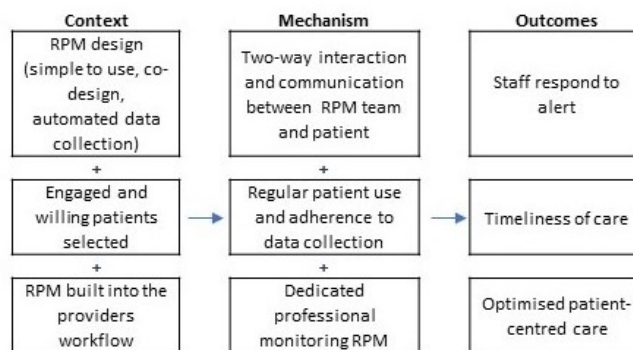 Context
RPM design
(simple to use, co-
design,
automated data
collection)
+
Engaged and
willing patients
selected
+
RPM built into the
providers
workflow
Mechanism
Two-way interaction
and communication
between RPM team
and patient
+
Regular patient use
and adherence to
data collection
+
Dedicated
professional
monitoring RPM
Outcomes
Staff respond to
alert
Timeliness of care
Optimised patient-
centred care